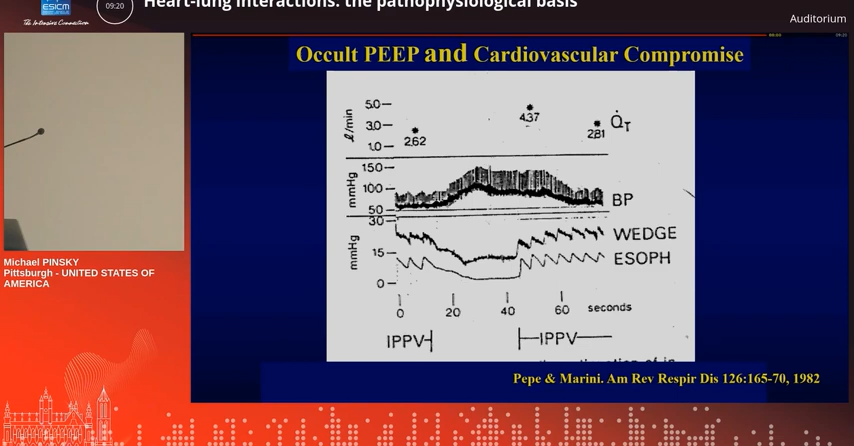 ESICM
The Intensive Connection
09:20
Heart-lung interactions: the pathophysiological basis
Auditorium
Occult PEEP and Cardiovascular Compromise
5.0
3.0
1.0
ℓ/min
2.62
4.37
2.81
Q̇T
150
100
50
mmHg
BP
30
15
0
mmHg
WEDGE
ESOPH
0 20 40 60 seconds
IPPV IPPV
Michael PINSKY
Pittsburgh - UNITED STATES OF
AMERICA
Pepe & Marini. Am Rev Respir Dis 126:165-70, 1982